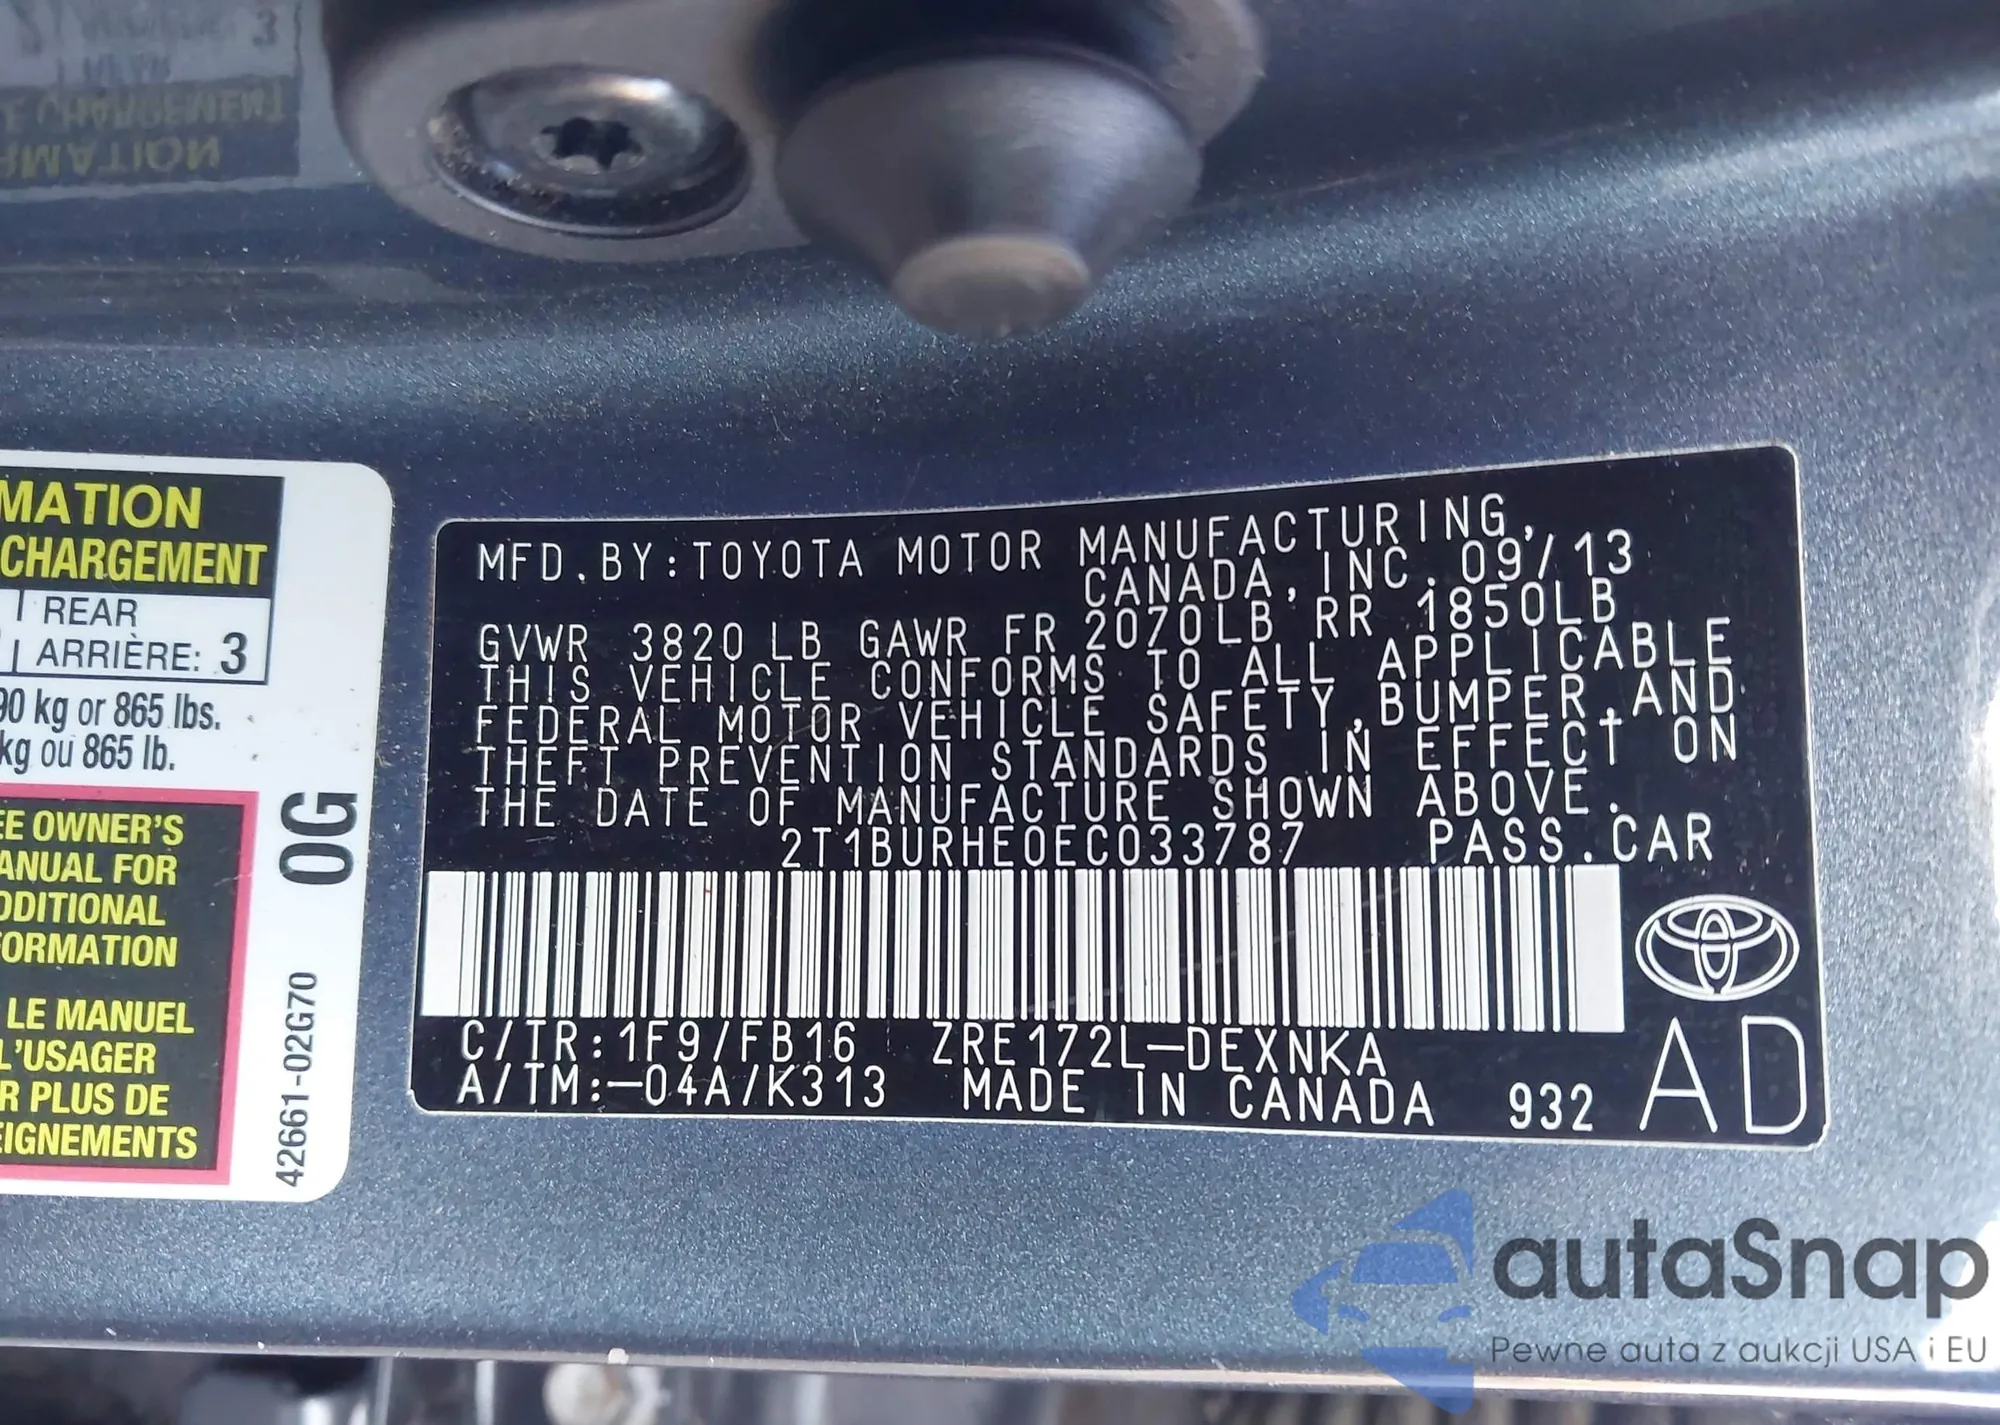 MATION
CHARGEMENT
REAR
ARRIÈRE: 3
90 kg or 865 lbs.
kg ou 865 lb.
EE OWNER'S
ANUAL FOR
DDITIONAL
FORMATION
LE MANUEL
L'USAGER
R PLUS DE
EIGNEMENTS
0G
42661-02G70
MFD.BY:TOYOTA MOTOR MANUFACTURING,
CANADA,INC. 09/13
GVWR 3820 LB GAWR FR 2070LB RR 1850LB
THIS VEHICLE CONFORMS TO ALL APPLICABLE
FEDERAL MOTOR VEHICLE SAFETY,BUMPER,AND
THEFT PREVENTION STANDARDS IN EFFECT ON
THE DATE OF MANUFACTURE SHOWN ABOVE.
2T1BURHE0EC033787 PASS.CAR
C/TR:1F9/FB16 ZRE172L-DEXNKA
A/TM:-04A/K313 MADE IN CANADA 932
AD
autaSnap
Pewne auta z aukcji USA i EU